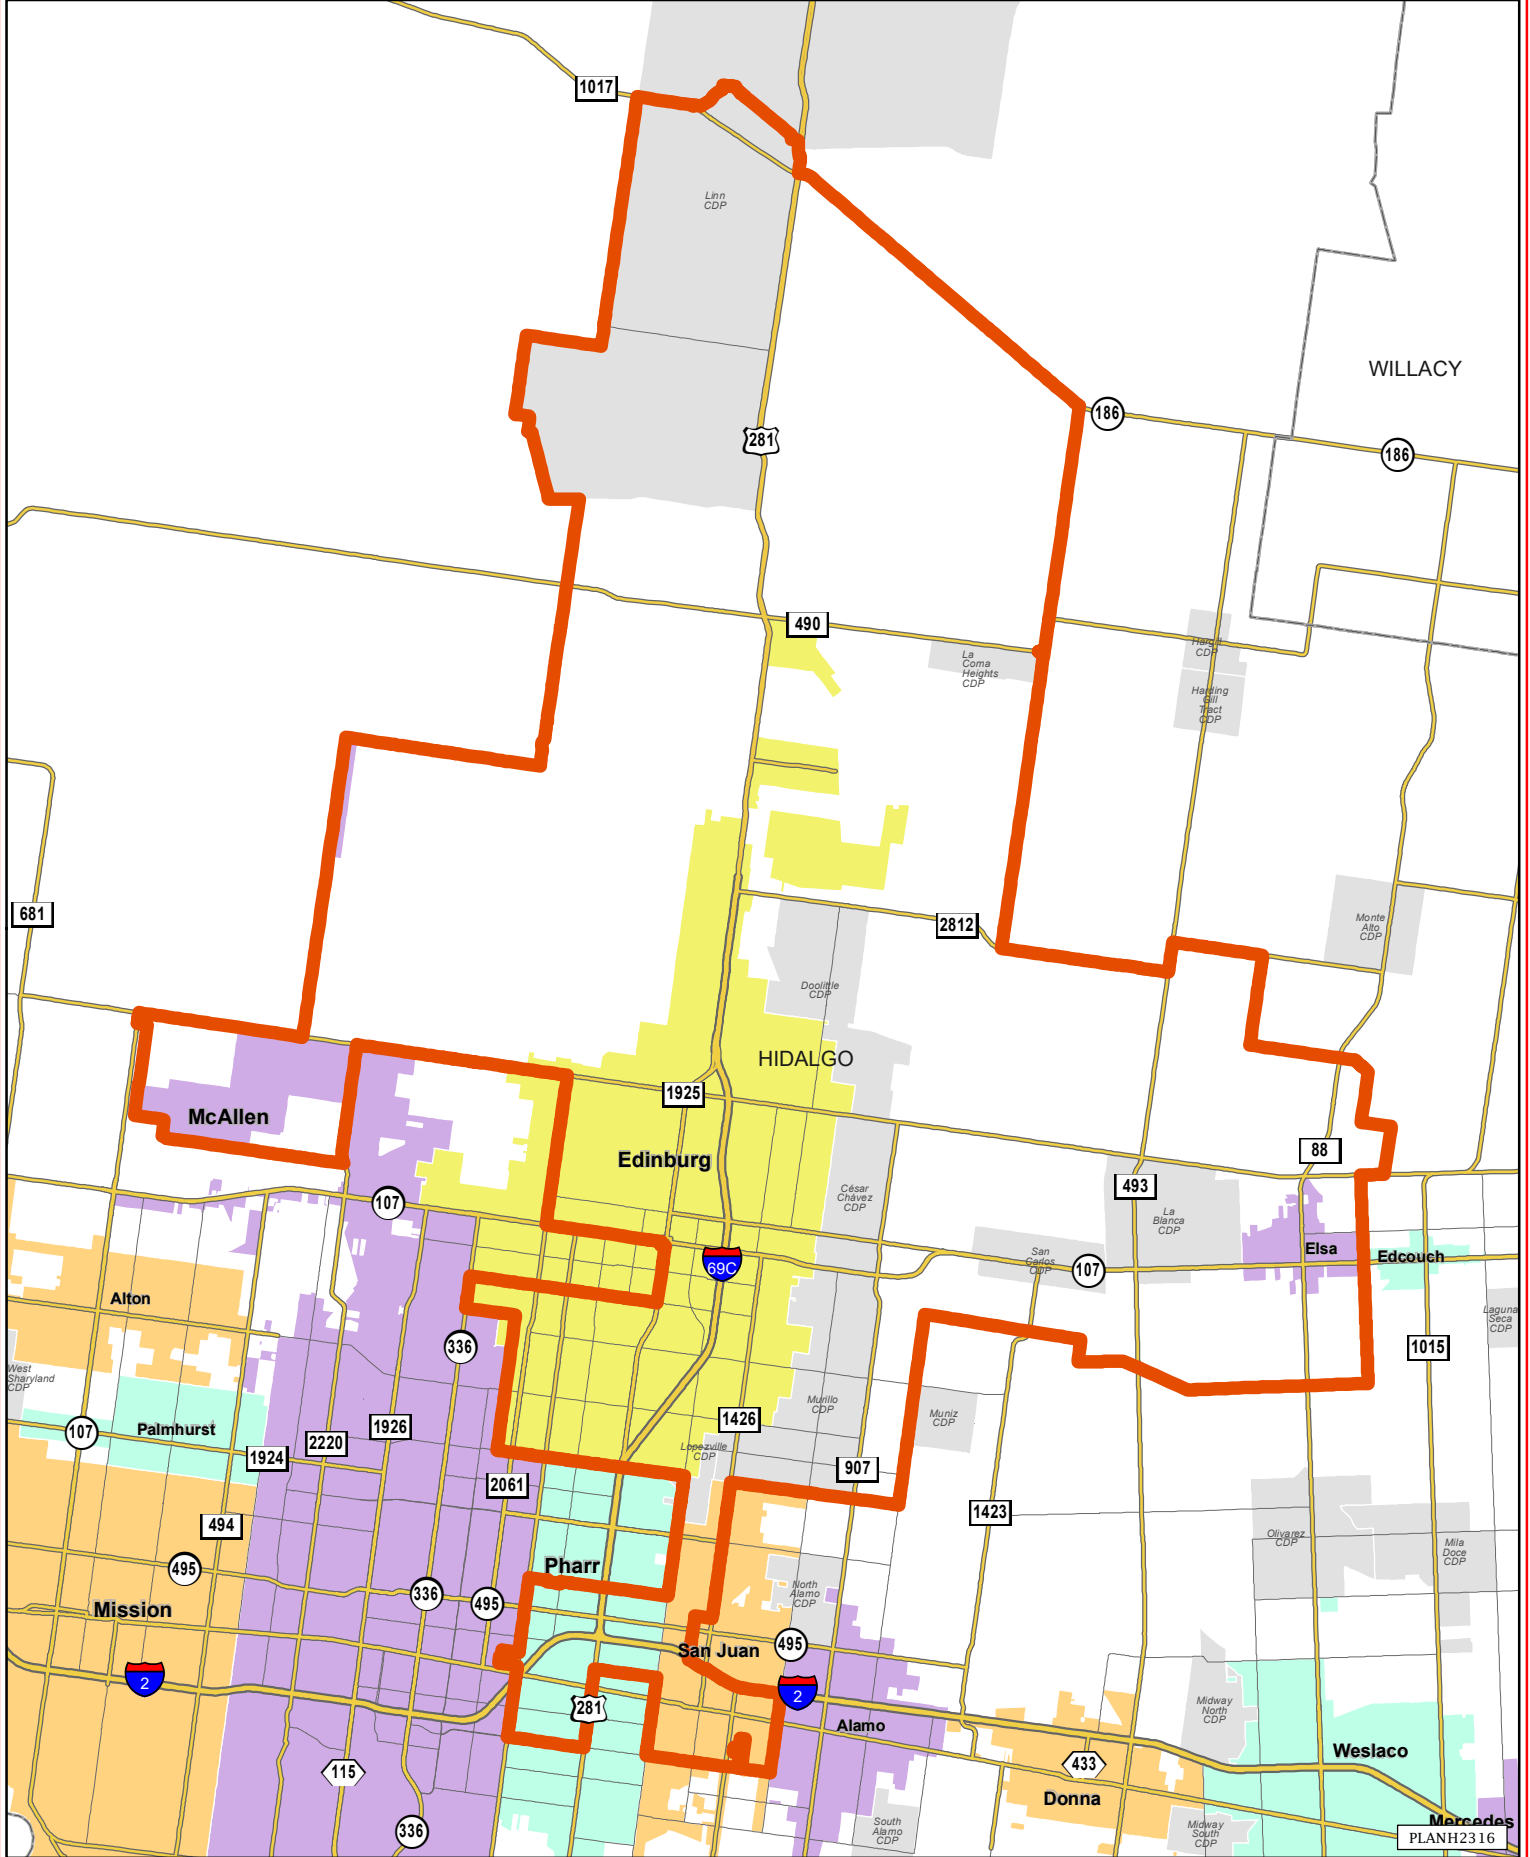 1017
Linn
CDP
WILLACY
186
281
186
490
La
Coma
Heights
CDP
Hargill
CDP
Harding
Gill
Tract
CDP
681
2812
Monte
Alto
CDP
Doolittle
CDP
HIDALGO
1925
McAllen
Edinburg
88
107
César
Chávez
CDP
493
La
Blanca
CDP
69C
San
Carlos
CDP
107
Elsa
Edcouch
Alton
Laguna
Seca
CDP
336
1015
West
Sharyland
CDP
Murillo
CDP
Muniz
CDP
107
Palmhurst
1926
1426
2220
1924
Lopezville
CDP
907
2061
1423
494
Olivarez
CDP
Mila
Doce
CDP
495
Pharr
336
495
North
Alamo
CDP
Mission
San Juan
495
2
2
281
Midway
North
CDP
Alamo
Weslaco
115
433
Donna
336
South
Alamo
CDP
Midway
South
CDP
Mercedes
PLANH2316